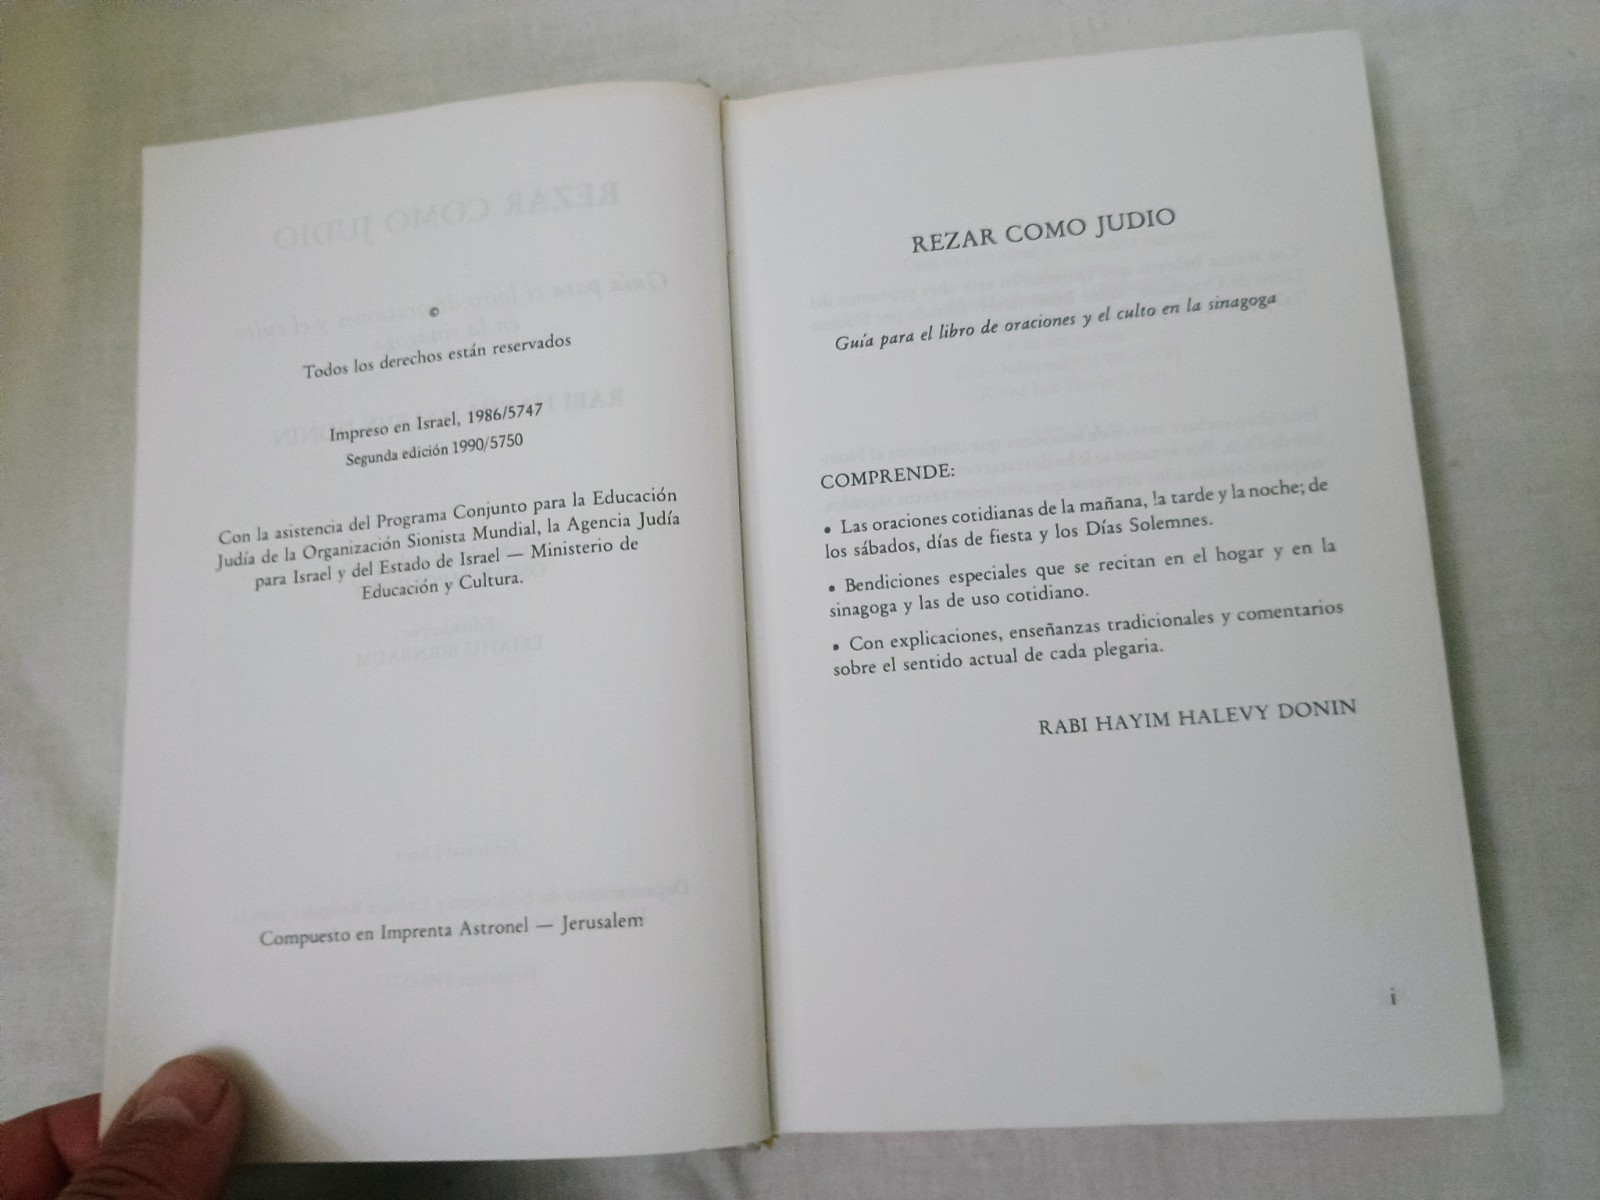 ©
Todos los derechos están reservados
Impreso en Israel, 1986/5747
Segunda edición 1990/5750
Con la asistencia del Programa Conjunto para la Educación
Judía de la Organización Sionista Mundial, la Agencia Judía
para Israel y del Estado de Israel — Ministerio de
Educación y Cultura.
Compuesto en Imprenta Astronel — Jerusalem
REZAR COMO JUDIO
Guía para el libro de oraciones y el culto en la sinagoga
COMPRENDE:
• Las oraciones cotidianas de la mañana, la tarde y la noche; de
los sábados, días de fiesta y los Días Solemnes.
• Bendiciones especiales que se recitan en el hogar y en la
sinagoga y las de uso cotidiano.
• Con explicaciones, enseñanzas tradicionales y comentarios
sobre el sentido actual de cada plegaria.
RABI HAYIM HALEVY DONIN
i